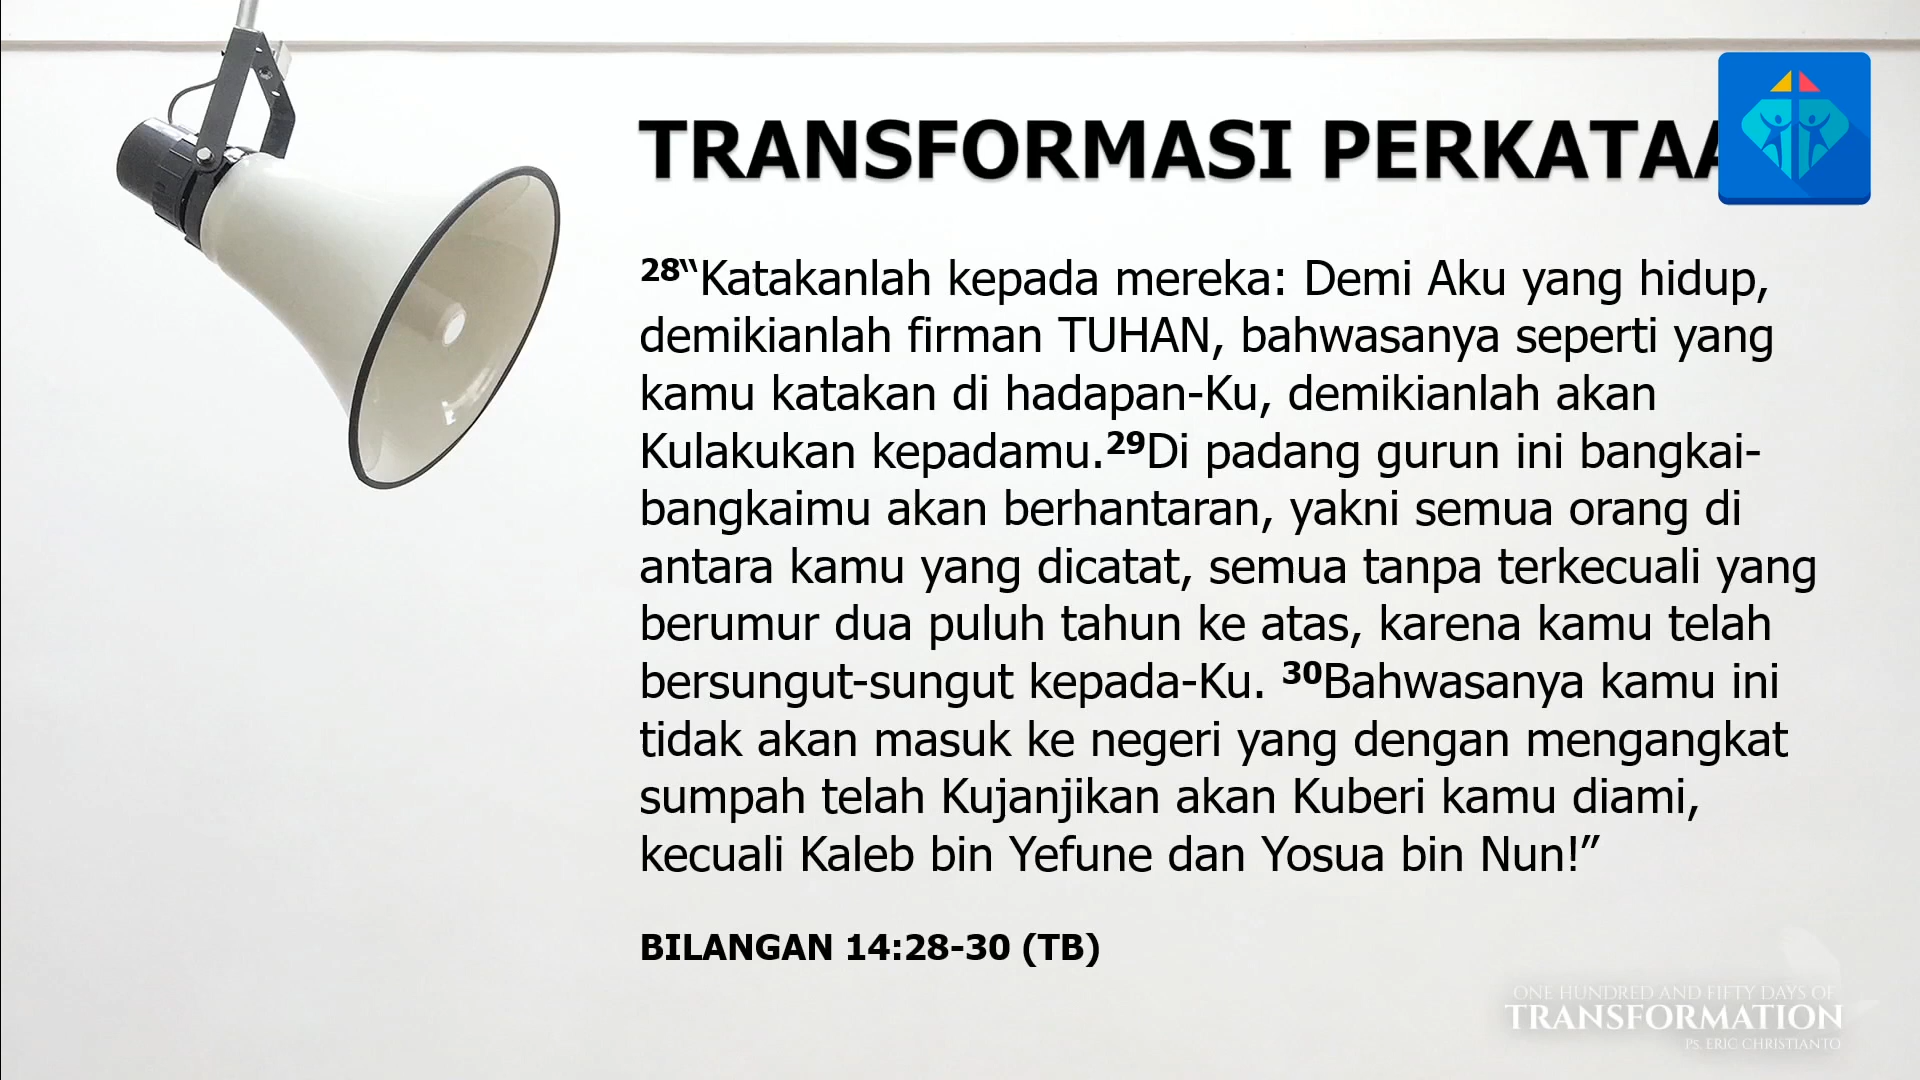 TRANSFORMASI PERKATAA
28“Katakanlah kepada mereka: Demi Aku yang hidup,
demikianlah firman TUHAN, bahwasanya seperti yang
kamu katakan di hadapan-Ku, demikianlah akan
Kulakukan kepadamu.29Di padang gurun ini bangkai-
bangkaimu akan berhantaran, yakni semua orang di
antara kamu yang dicatat, semua tanpa terkecuali yang
berumur dua puluh tahun ke atas, karena kamu telah
bersungut-sungut kepada-Ku. 30Bahwasanya kamu ini
tidak akan masuk ke negeri yang dengan mengangkat
sumpah telah Kujanjikan akan Kuberi kamu diami,
kecuali Kaleb bin Yefune dan Yosua bin Nun!”
BILANGAN 14:28-30 (TB)
ONE HUNDRED AND FIFTY DAYS OF
TRANSFORMATION
Ps. ERIC CHRISTIANTO